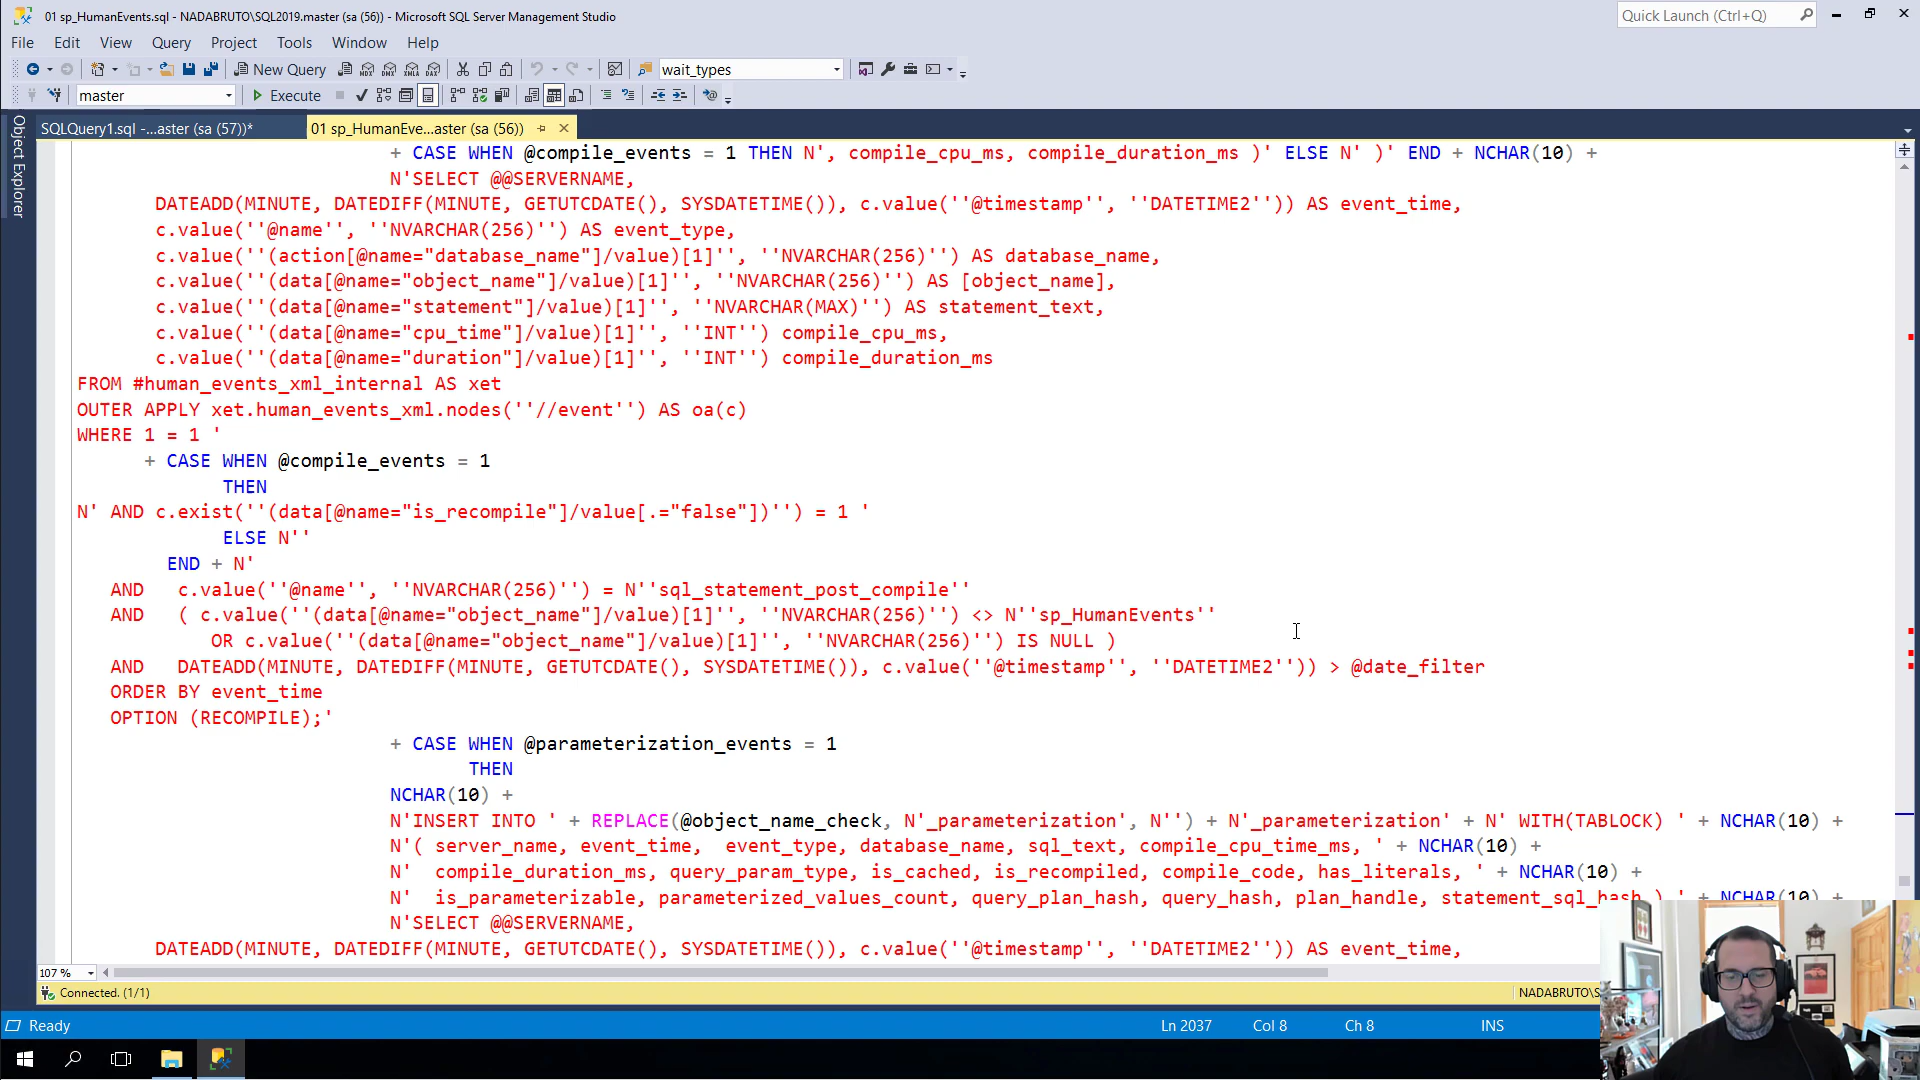 01 sp_HumanEvents.sql - NADABRUTO\SQL2019.master (sa (56)) - Microsoft SQL Server Management Studio
Quick Launch (Ctrl+Q)
File Edit View Query Project Tools Window Help
New Query
MDX DMX XMLA DAX
wait_types
master
Execute
Object Explorer
SQLQuery1.sql -...aster (sa (57))*
01 sp_HumanEve...aster (sa (56))
+ CASE WHEN @compile_events = 1 THEN N', compile_cpu_ms, compile_duration_ms )' ELSE N' )' END + NCHAR(10) +
N'SELECT @@SERVERNAME,
DATEADD(MINUTE, DATEDIFF(MINUTE, GETUTCDATE(), SYSDATETIME()), c.value(''@timestamp'', ''DATETIME2'')) AS event_time,
c.value(''@name'', ''NVARCHAR(256)'') AS event_type,
c.value(''(action[@name="database_name"]/value)[1]'', ''NVARCHAR(256)'') AS database_name,
c.value(''(data[@name="object_name"]/value)[1]'', ''NVARCHAR(256)'') AS [object_name],
c.value(''(data[@name="statement"]/value)[1]'', ''NVARCHAR(MAX)'') AS statement_text,
c.value(''(data[@name="cpu_time"]/value)[1]'', ''INT'') compile_cpu_ms,
c.value(''(data[@name="duration"]/value)[1]'', ''INT'') compile_duration_ms
FROM #human_events_xml_internal AS xet
OUTER APPLY xet.human_events_xml.nodes(''//event'') AS oa(c)
WHERE 1 = 1 '
+ CASE WHEN @compile_events = 1
THEN
N' AND c.exist(''(data[@name="is_recompile"]/value[.="false"])'') = 1 '
ELSE N''
END + N'
AND c.value(''@name'', ''NVARCHAR(256)'') = N''sql_statement_post_compile''
AND ( c.value(''(data[@name="object_name"]/value)[1]'', ''NVARCHAR(256)'') <> N''sp_HumanEvents''
OR c.value(''(data[@name="object_name"]/value)[1]'', ''NVARCHAR(256)'') IS NULL )
AND DATEADD(MINUTE, DATEDIFF(MINUTE, GETUTCDATE(), SYSDATETIME()), c.value(''@timestamp'', ''DATETIME2'')) > @date_filter
ORDER BY event_time
OPTION (RECOMPILE);'
+ CASE WHEN @parameterization_events = 1
THEN
NCHAR(10) +
N'INSERT INTO ' + REPLACE(@object_name_check, N'_parameterization', N'') + N'_parameterization' + N' WITH(TABLOCK) ' + NCHAR(10) +
N'( server_name, event_time, event_type, database_name, sql_text, compile_cpu_time_ms, ' + NCHAR(10) +
N' compile_duration_ms, query_param_type, is_cached, is_recompiled, compile_code, has_literals, ' + NCHAR(10) +
N' is_parameterizable, parameterized_values_count, query_plan_hash, query_hash, plan_handle, statement_sql_hash ) ' + NCHAR(10) +
N'SELECT @@SERVERNAME,
DATEADD(MINUTE, DATEDIFF(MINUTE, GETUTCDATE(), SYSDATETIME()), c.value(''@timestamp'', ''DATETIME2'')) AS event_time,
107 %
Connected. (1/1)
NADABRUTO\S
Ready
Ln 2037
Col 8
Ch 8
INS